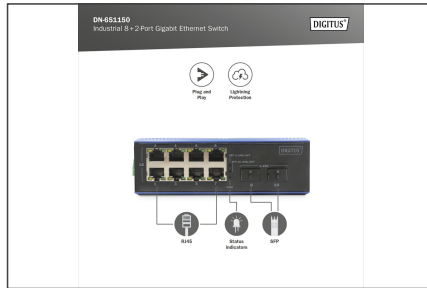 DN-651150
Industrial 8+2-Port Gigabit Ethernet Switch
DIGITUS®
Plug and
Play
Lightning
Protection
DIGITUS
RJ45
Status
Indicators
SFP